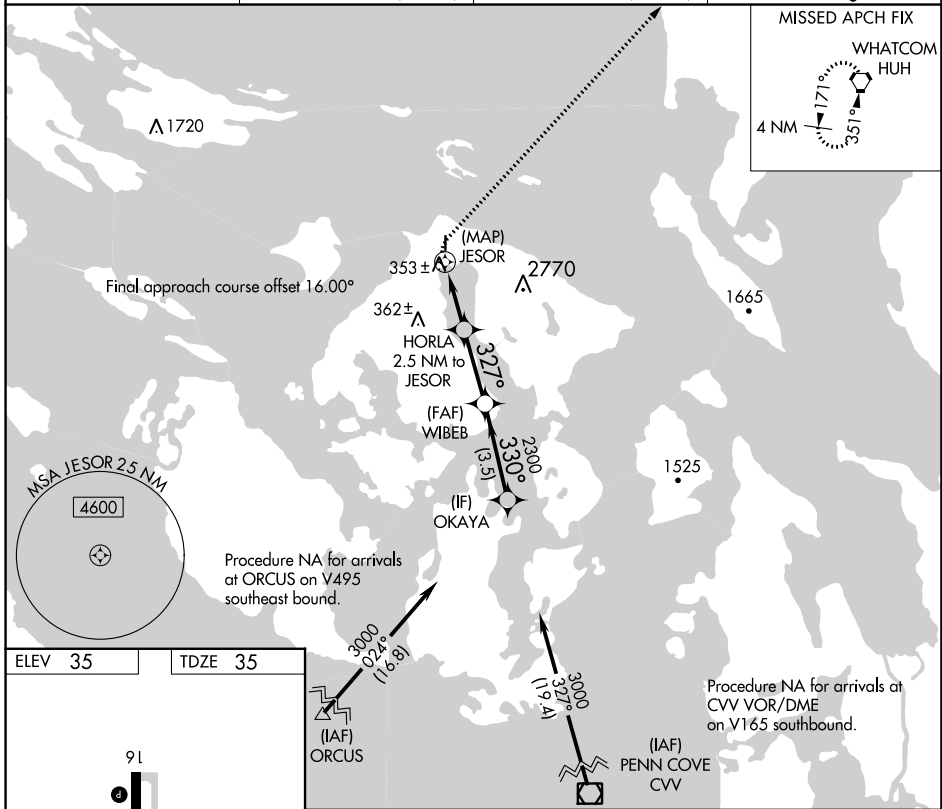 MISSED APCH FIX
WHATCOM
HUH
171°
351°
4 NM
1720
(MAP)
JESOR
353±
2770
Final approach course offset 16.00°
1665
362±
HORLA
2.5 NM to
JESOR
327°
(FAF)
WIBEB
2300
330°
(3.5)
1525
MSA JESOR 25 NM
4600
(IF)
OKAYA
Procedure NA for arrivals
at ORCUS on V495
southeast bound.
3000
024°
(16.8)
3000
327°
(19.4)
ELEV 35
TDZE 35
Procedure NA for arrivals at
CVV VOR/DME
on V165 southbound.
(IAF)
ORCUS
(IAF)
PENN COVE
CVV
16
P